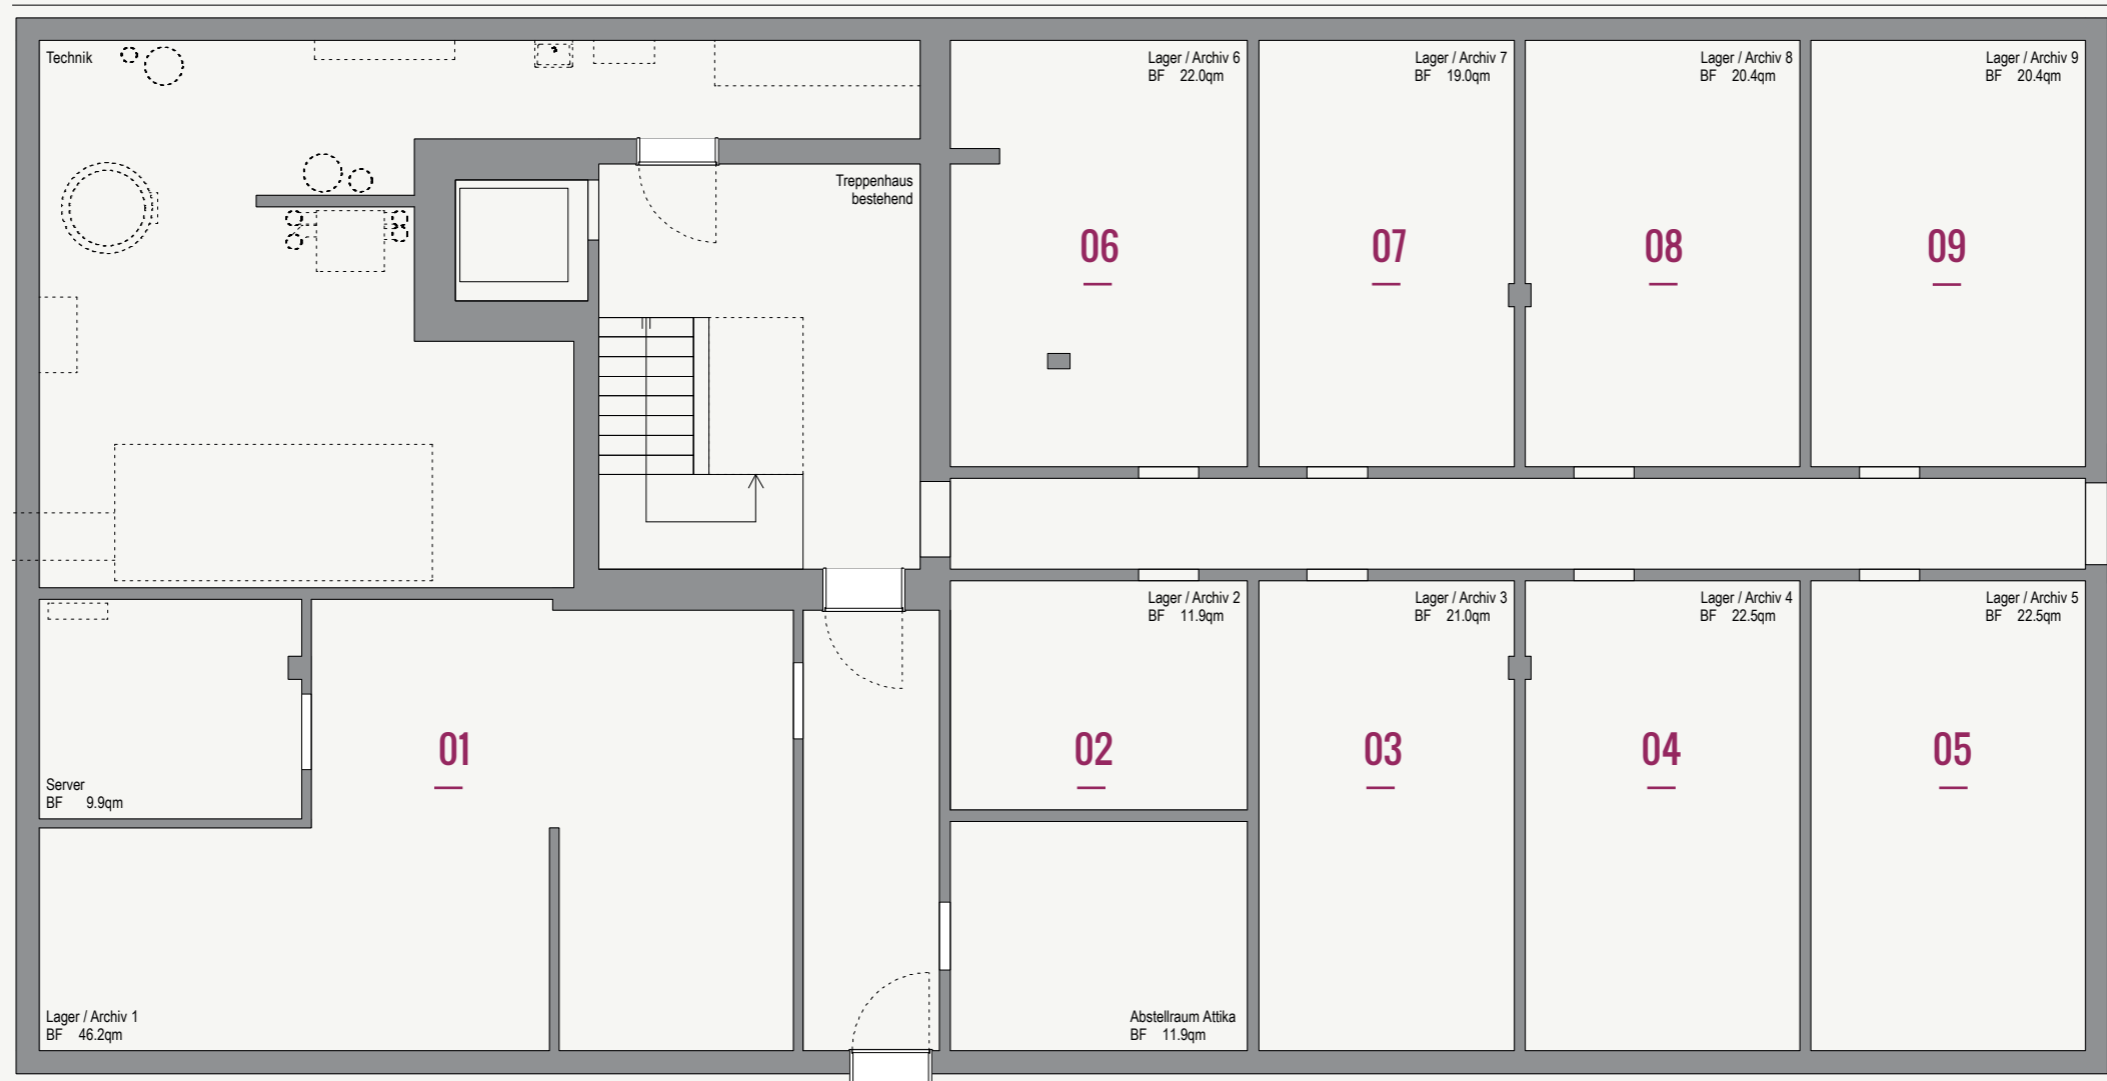 Technik
Lager / Archiv 6
BF 22.0qm
Lager / Archiv 7
BF 19.0qm
Lager / Archiv 8
BF 20.4qm
Lager / Archiv 9
BF 20.4qm
Treppenhaus
bestehend
06
07
08
09
Lager / Archiv 2
BF 11.9qm
Lager / Archiv 3
BF 21.0qm
Lager / Archiv 4
BF 22.5qm
Lager / Archiv 5
BF 22.5qm
01
02
03
04
05
Server
BF 9.9qm
Lager / Archiv 1
BF 46.2qm
Abstellraum Attika
BF 11.9qm